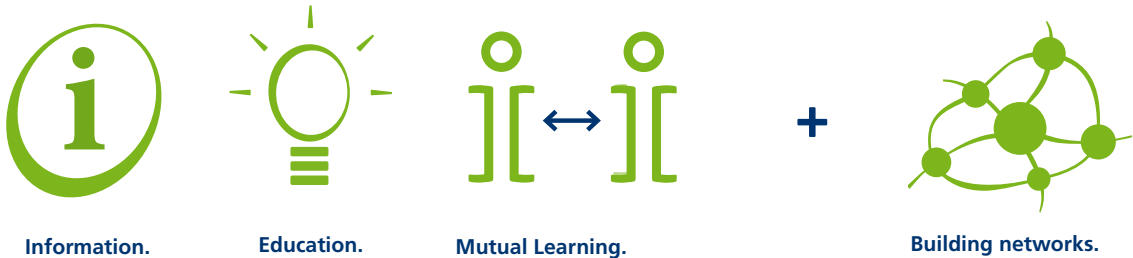 i
+
Information.
Education.
Mutual Learning.
Building networks.